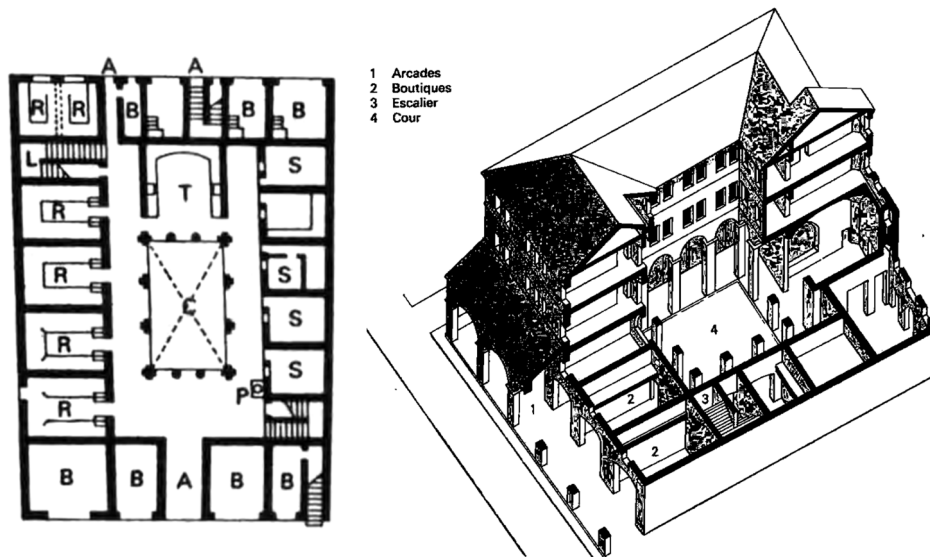 A A
R R B B B
L T S
R
R C S
S
R
P S
R
B B A B B
1 Arcades
2 Boutiques
3 Escalier
4 Cour
4
1 2 3
2